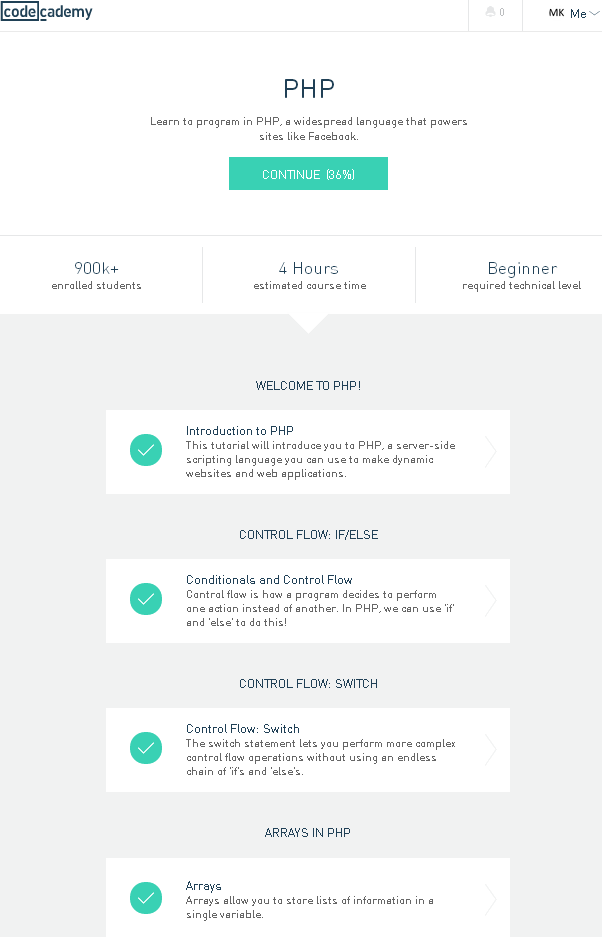 codecademy
0
MK Me
PHP
Learn to program in PHP, a widespread language that powers
sites like Facebook.
CONTINUE (36%)
900k+
enrolled students
4 Hours
estimated course time
Beginner
required technical level
WELCOME TO PHP!
Introduction to PHP
This tutorial will introduce you to PHP, a server-side
scripting language you can use to make dynamic
websites and web applications.
CONTROL FLOW: IF/ELSE
Conditionals and Control Flow
Control flow is how a program decides to perform
one action instead of another. In PHP, we can use 'if'
and 'else' to do this!
CONTROL FLOW: SWITCH
Control Flow: Switch
The switch statement lets you perform more complex
control flow operations without using an endless
chain of 'if's and 'else's.
ARRAYS IN PHP
Arrays
Arrays allow you to store lists of information in a
single variable.